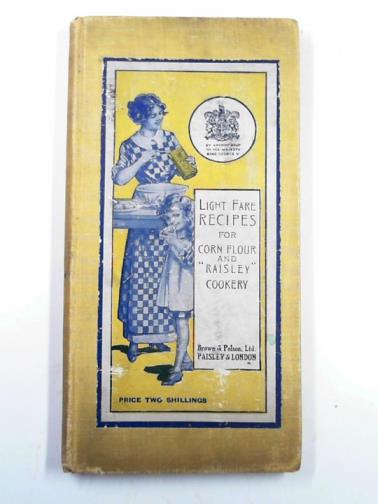 BY APPOINTMENT
TO HIS MAJESTY
KING GEORGE V.
LIGHT FARE
RECIPES
FOR
CORN FLOUR
AND
"RAISLEY"
COOKERY
Brown & Polson, Ltd.
PAISLEY & LONDON
PRICE TWO SHILLINGS